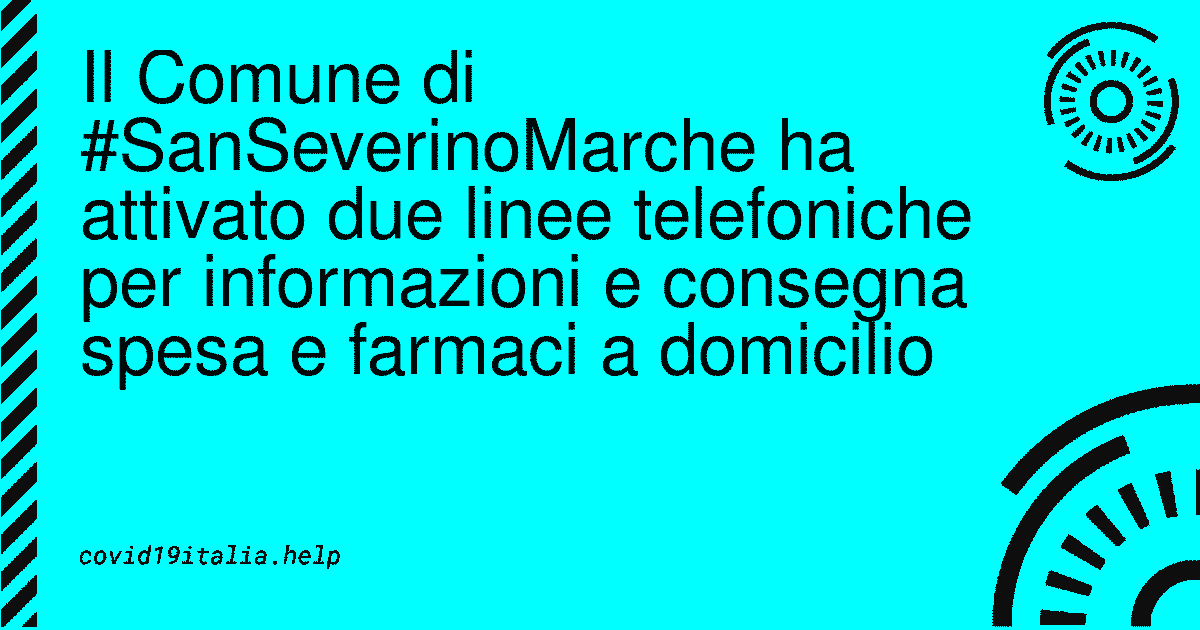 Il Comune di
#SanSeverinoMarche ha
attivato due linee telefoniche
per informazioni e consegna
spesa e farmaci a domicilio
covid19italia.help